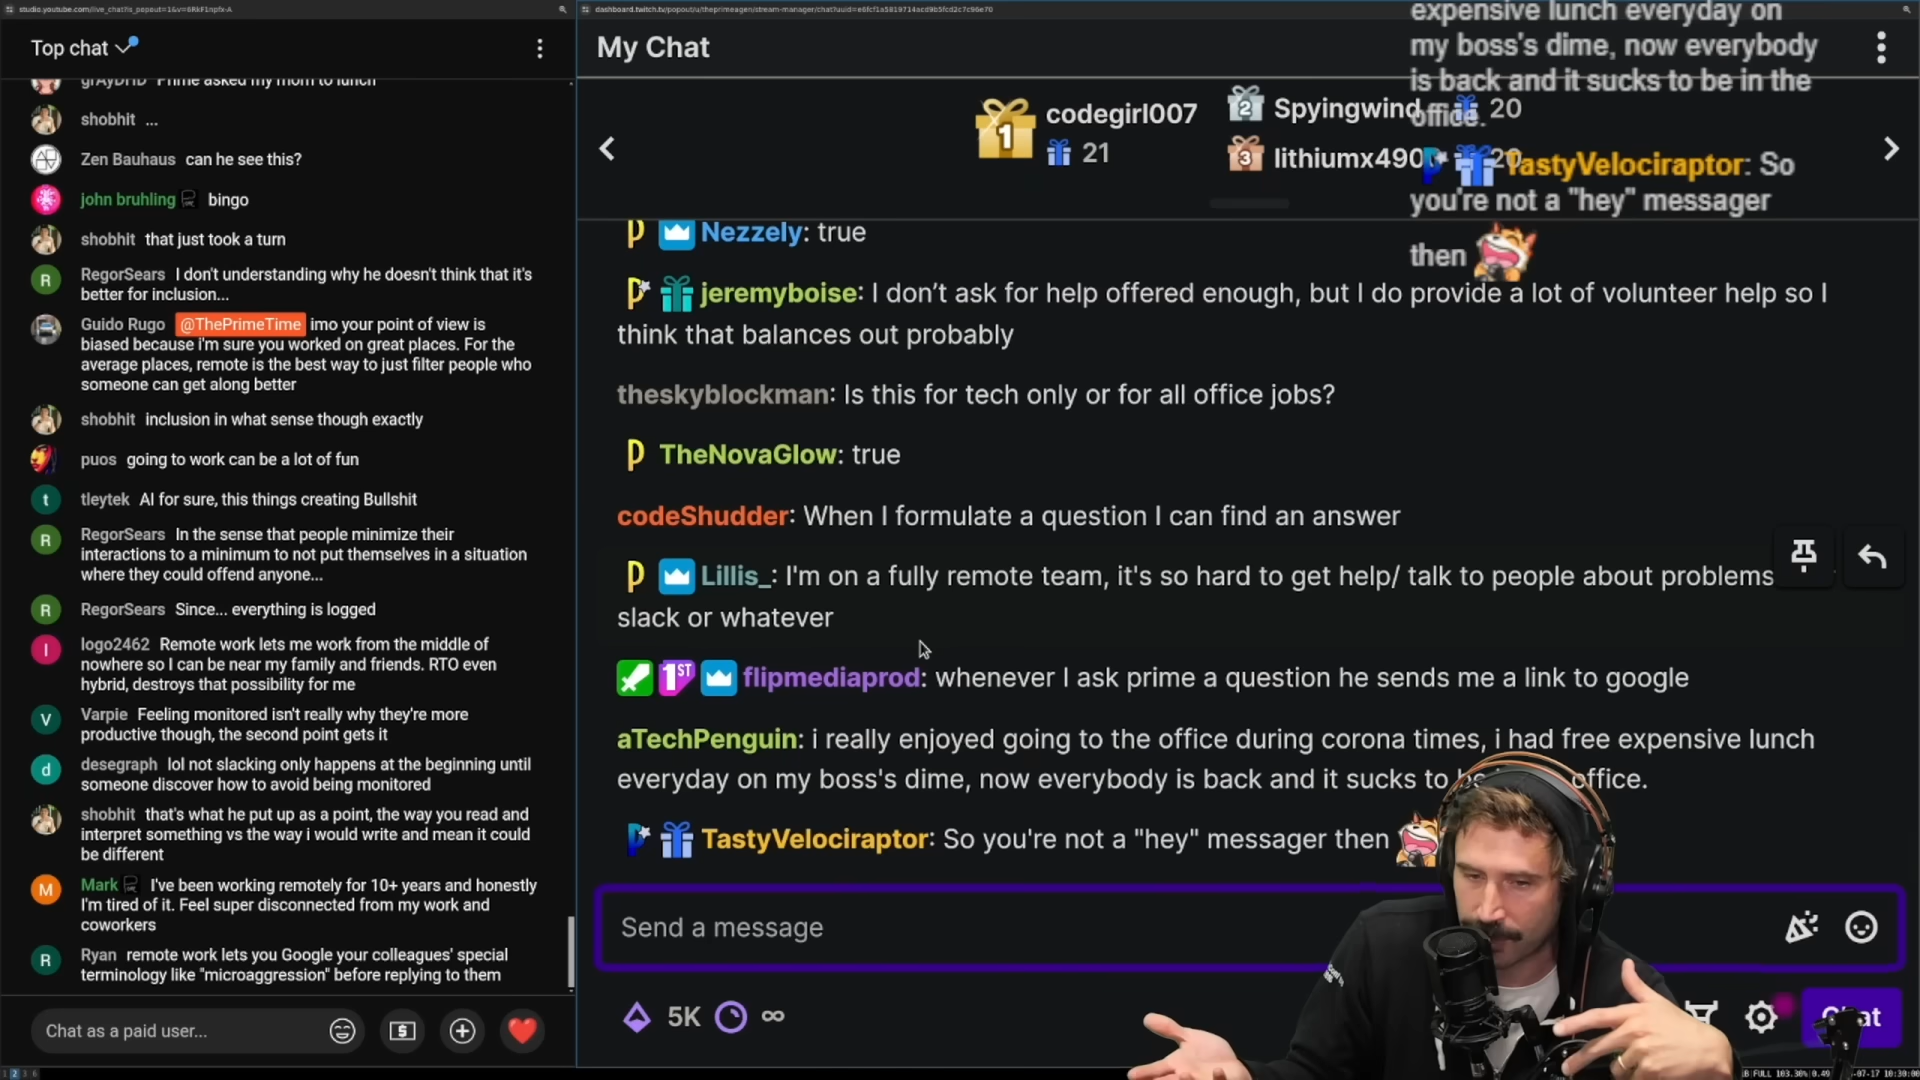 studio.youtube.com/live_chat?is_popout=1&v=6RkF1npfx-A
Top chat
grAyDHD Prime asked my mom to lunch
shobhit ...
Zen Bauhaus can he see this?
john bruhling bingo
shobhit that just took a turn
RegorSears I don't understanding why he doesn't think that it's
better for inclusion...
Guido Rugo @ThePrimeTime imo your point of view is
biased because i'm sure you worked on great places. For the
average places, remote is the best way to just filter people who
someone can get along better
shobhit inclusion in what sense though exactly
puos going to work can be a lot of fun
t
tleytek AI for sure, this things creating Bullshit
R
RegorSears In the sense that people minimize their
interactions to a minimum to not put themselves in a situation
where they could offend anyone...
R
RegorSears Since... everything is logged
l
logo2462 Remote work lets me work from the middle of
nowhere so I can be near my family and friends. RTO even
hybrid, destroys that possibility for me
V
Varpie Feeling monitored isn't really why they're more
productive though, the second point gets it
d
desegraph lol not slacking only happens at the beginning until
someone discover how to avoid being monitored
shobhit that's what he put up as a point, the way you read and
interpret something vs the way i would write and mean it could
be different
M
Mark I've been working remotely for 10+ years and honestly
I'm tired of it. Feel super disconnected from my work and
coworkers
R
Ryan remote work lets you Google your colleagues' special
terminology like "microaggression" before replying to them
Chat as a paid user...
My Chat
1
codegirl007
21
2
Spyingwind
20
3
lithiumx490
Nezzely: true
jeremyboise: I don't ask for help offered enough, but I do provide a lot of volunteer help so I
think that balances out probably
theskyblockman: Is this for tech only or for all office jobs?
TheNovaGlow: true
codeShudder: When I formulate a question I can find an answer
Lillis_: I'm on a fully remote team, it's so hard to get help/ talk to people about problems
slack or whatever
1ST flipmediaprod: whenever I ask prime a question he sends me a link to google
aTechPenguin: i really enjoyed going to the office during corona times, i had free expensive lunch
everyday on my boss's dime, now everybody is back and it sucks to office.
TastyVelociraptor: So you're not a "hey" messager then
Send a message
5K
∞
expensive lunch everyday on
my boss's dime, now everybody
is back and it sucks to be in the
office.
TastyVelociraptor: So
you're not a "hey" messager
then